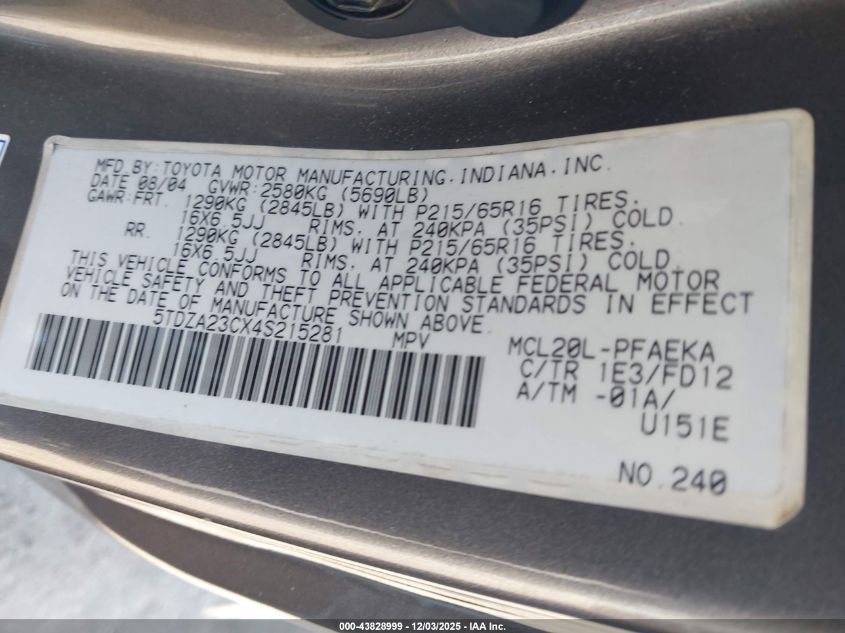 MFD.BY:TOYOTA MOTOR MANUFACTURING.INDIANA.INC.
DATE 08/04 GVWR:2580KG (5690LB)
GAWR:FRT. 1290KG (2845LB) WITH P215/65R16 TIRES.
16X6.5JJ RIMS. AT 240KPA (35PSI) COLD.
RR. 1290KG (2845LB) WITH P215/65R16 TIRES.
16X6.5JJ RIMS. AT 240KPA (35PSI) COLD.
THIS VEHICLE CONFORMS TO ALL APPLICABLE FEDERAL MOTOR
VEHICLE SAFETY AND THEFT PREVENTION STANDARDS IN EFFECT
ON THE DATE OF MANUFACTURE SHOWN ABOVE.
5TDZA23CX4S215281 MPV
MCL20L-PFAEKA
C/TR 1E3/FD12
A/TM -01A/
U151E
NO.240
000-43828999 - 12/03/2025 - IAA Inc.